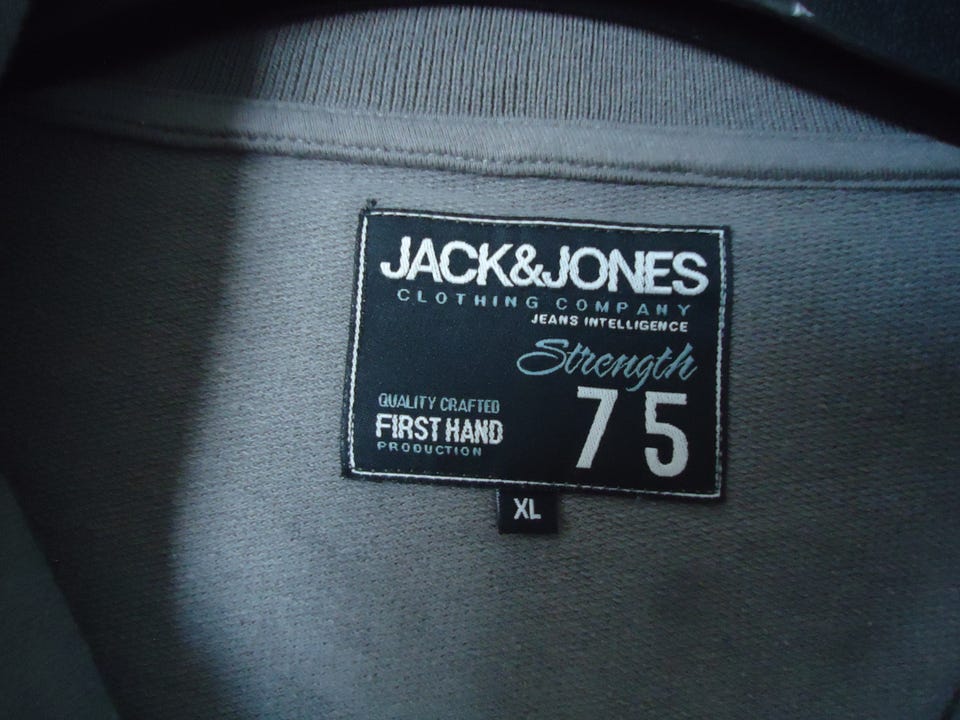 JACK&JONES
CLOTHING COMPANY
JEANS INTELLIGENCE
Strength
75
QUALITY CRAFTED
FIRST HAND
PRODUCTION
XL